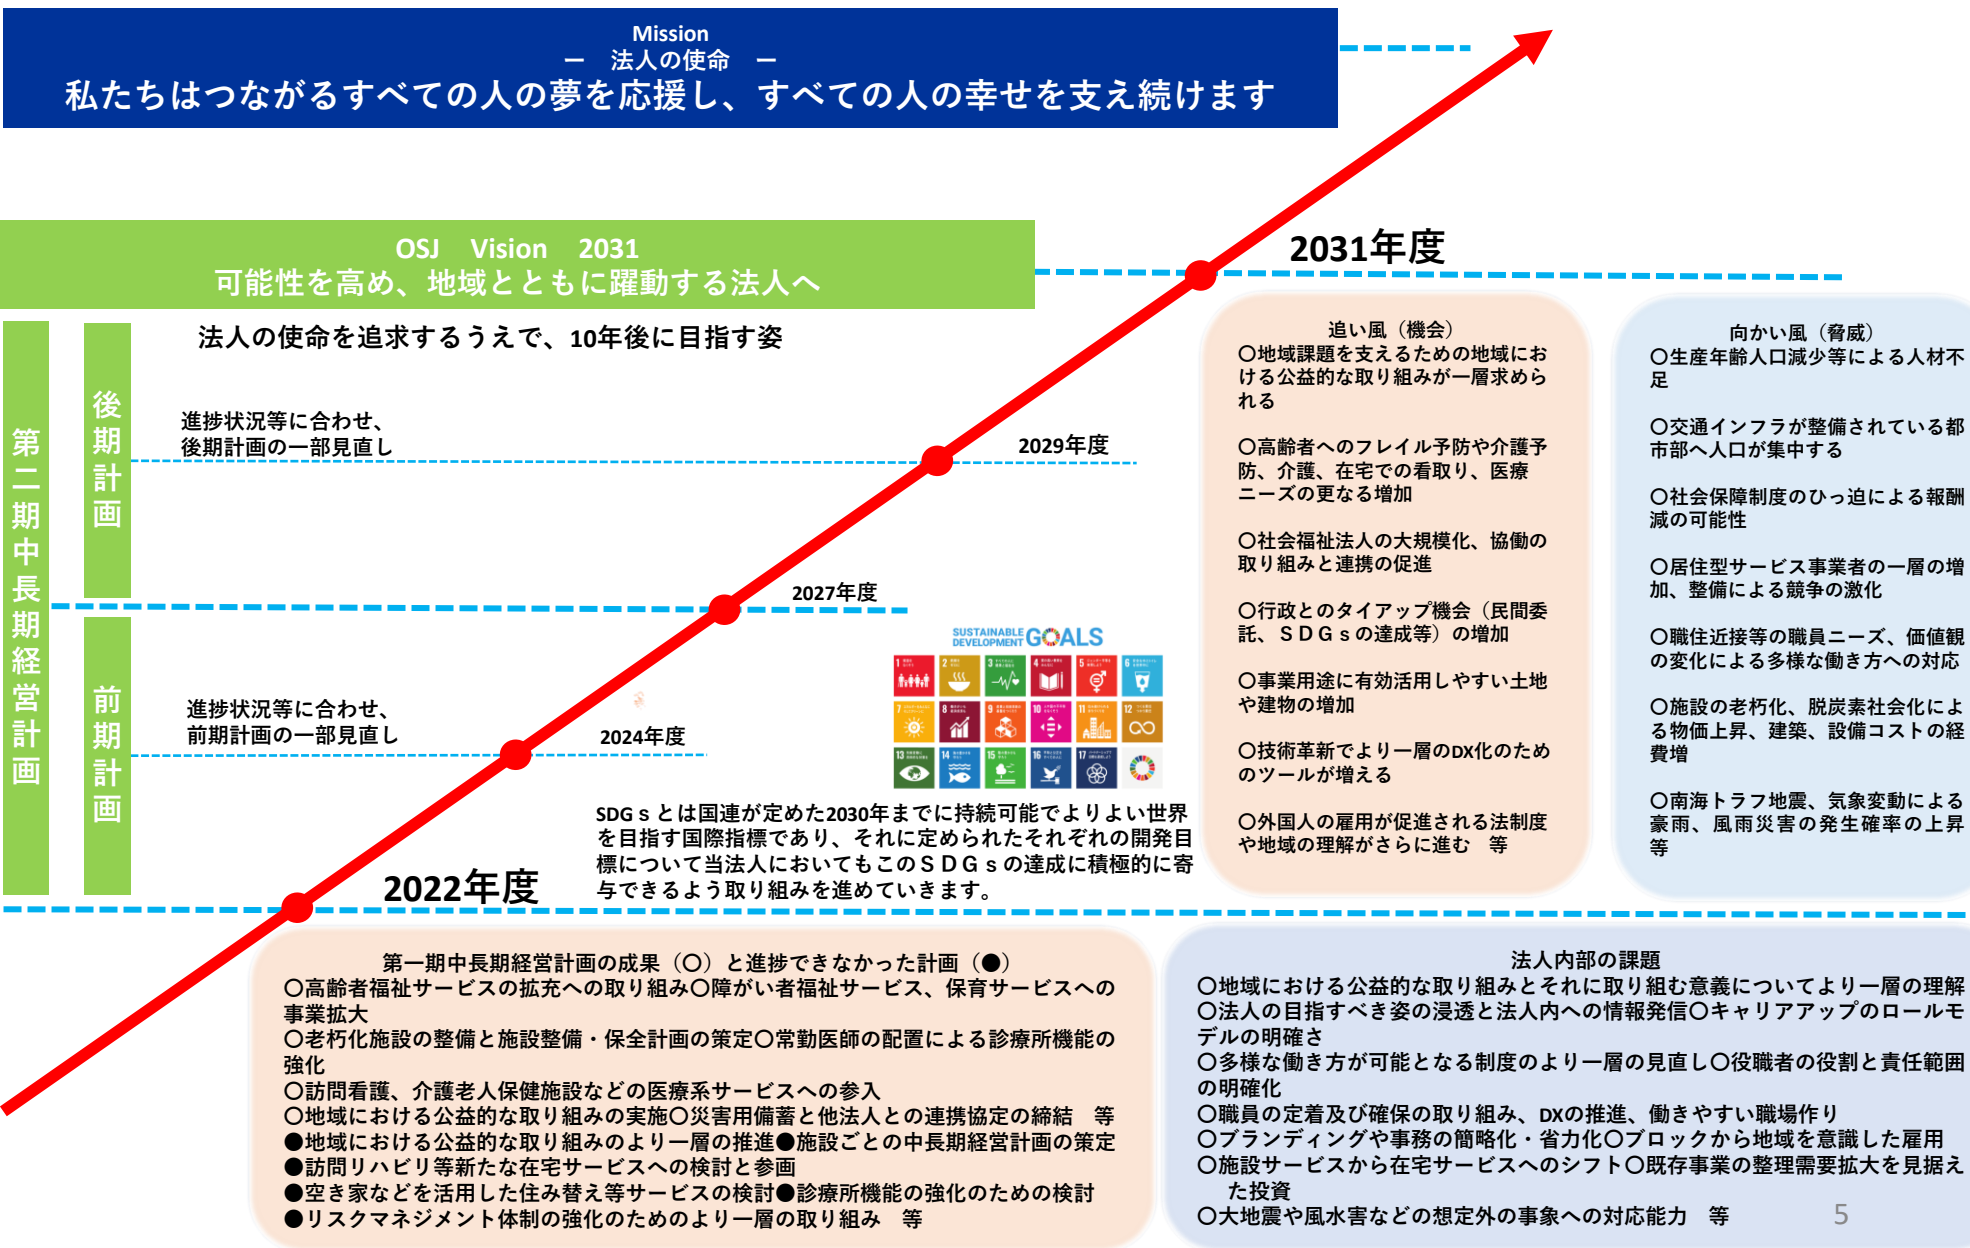 Mission
ー　法人の使命　ー
私たちはつながるすべての人の夢を応援し、すべての人の幸せを支え続けます
OSJ　Vision　2031
可能性を高め、地域とともに躍動する法人へ
2031年度
第二期中長期経営計画
後期計画
前期計画
法人の使命を追求するうえで、10年後に目指す姿
進捗状況等に合わせ、
後期計画の一部見直し
2029年度
2027年度
進捗状況等に合わせ、
前期計画の一部見直し
2024年度
2022年度
SUSTAINABLE
DEVELOPMENT GOALS
1
2
3
4
5
6
7
8
9
10
11
12
13
14
15
16
17
SDGｓとは国連が定めた2030年までに持続可能でよりよい世界
を目指す国際指標であり、それに定められたそれぞれの開発目
標について当法人においてもこのＳＤＧｓの達成に積極的に寄
与できるよう取り組みを進めていきます。
追い風（機会）
〇地域課題を支えるための地域にお
ける公益的な取り組みが一層求めら
れる
〇高齢者へのフレイル予防や介護予
防、介護、在宅での看取り、医療
ニーズの更なる増加
〇社会福祉法人の大規模化、協働の
取り組みと連携の促進
〇行政とのタイアップ機会（民間委
託、ＳＤＧｓの達成等）の増加
〇事業用途に有効活用しやすい土地
や建物の増加
〇技術革新でより一層のDX化のため
のツールが増える
〇外国人の雇用が促進される法制度
や地域の理解がさらに進む　等
向かい風（脅威）
〇生産年齢人口減少等による人材不
足
〇交通インフラが整備されている都
市部へ人口が集中する
〇社会保障制度のひっ迫による報酬
減の可能性
〇居住型サービス事業者の一層の増
加、整備による競争の激化
〇職住近接等の職員ニーズ、価値観
の変化による多様な働き方への対応
〇施設の老朽化、脱炭素社会化によ
る物価上昇、建築、設備コストの経
費増
〇南海トラフ地震、気象変動による
豪雨、風雨災害の発生確率の上昇
等
第一期中長期経営計画の成果（〇）と進捗できなかった計画（●）
〇高齢者福祉サービスの拡充への取り組み〇障がい者福祉サービス、保育サービスへの
事業拡大
〇老朽化施設の整備と施設整備・保全計画の策定〇常勤医師の配置による診療所機能の
強化
〇訪問看護、介護老人保健施設などの医療系サービスへの参入
〇地域における公益的な取り組みの実施〇災害用備蓄と他法人との連携協定の締結　等
●地域における公益的な取り組みのより一層の推進●施設ごとの中長期経営計画の策定
●訪問リハビリ等新たな在宅サービスへの検討と参画
●空き家などを活用した住み替え等サービスの検討●診療所機能の強化のための検討
●リスクマネジメント体制の強化のためのより一層の取り組み　等
法人内部の課題
〇地域における公益的な取り組みとそれに取り組む意義についてより一層の理解
〇法人の目指すべき姿の浸透と法人内への情報発信〇キャリアアップのロールモ
デルの明確さ
〇多様な働き方が可能となる制度のより一層の見直し〇役職者の役割と責任範囲
の明確化
〇職員の定着及び確保の取り組み、DXの推進、働きやすい職場作り
〇ブランディングや事務の簡略化・省力化〇ブロックから地域を意識した雇用
〇施設サービスから在宅サービスへのシフト〇既存事業の整理需要拡大を見据え
た投資
〇大地震や風水害などの想定外の事象への対応能力　等
5